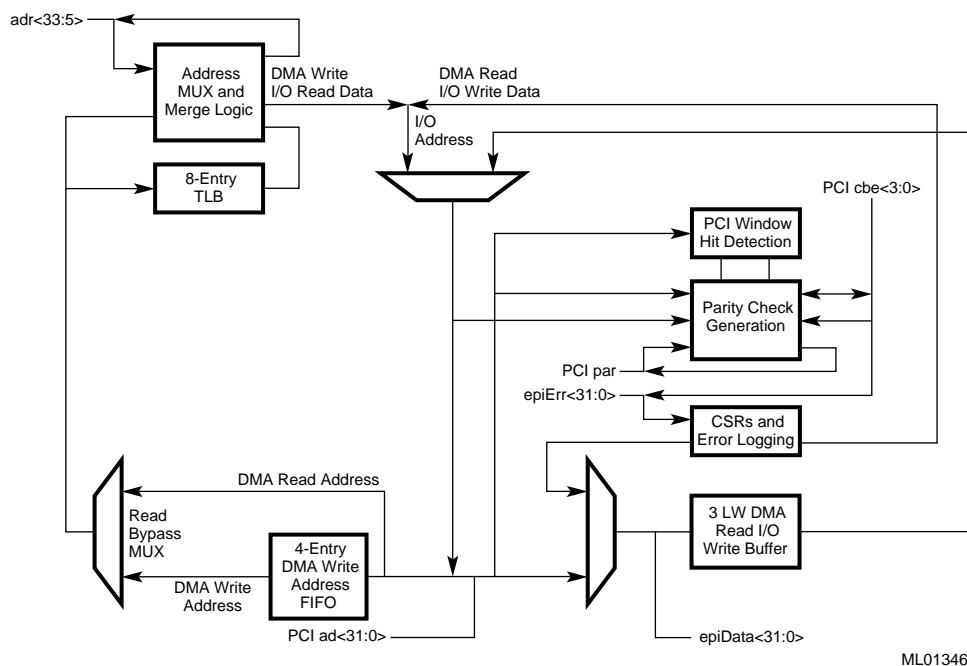 adr<33:5>
Address
MUX and
Merge Logic
DMA Write
I/O Read Data
DMA Read
I/O Write Data
I/O
Address
8-Entry
TLB
PCI cbe<3:0>
PCI Window
Hit Detection
Parity Check
Generation
PCI par
epiErr<31:0>
CSRs and
Error Logging
DMA Read Address
Read
Bypass
MUX
4-Entry
DMA Write
Address
FIFO
DMA Write
Address
3 LW DMA
Read I/O
Write Buffer
PCI ad<31:0>
epiData<31:0>
ML013463